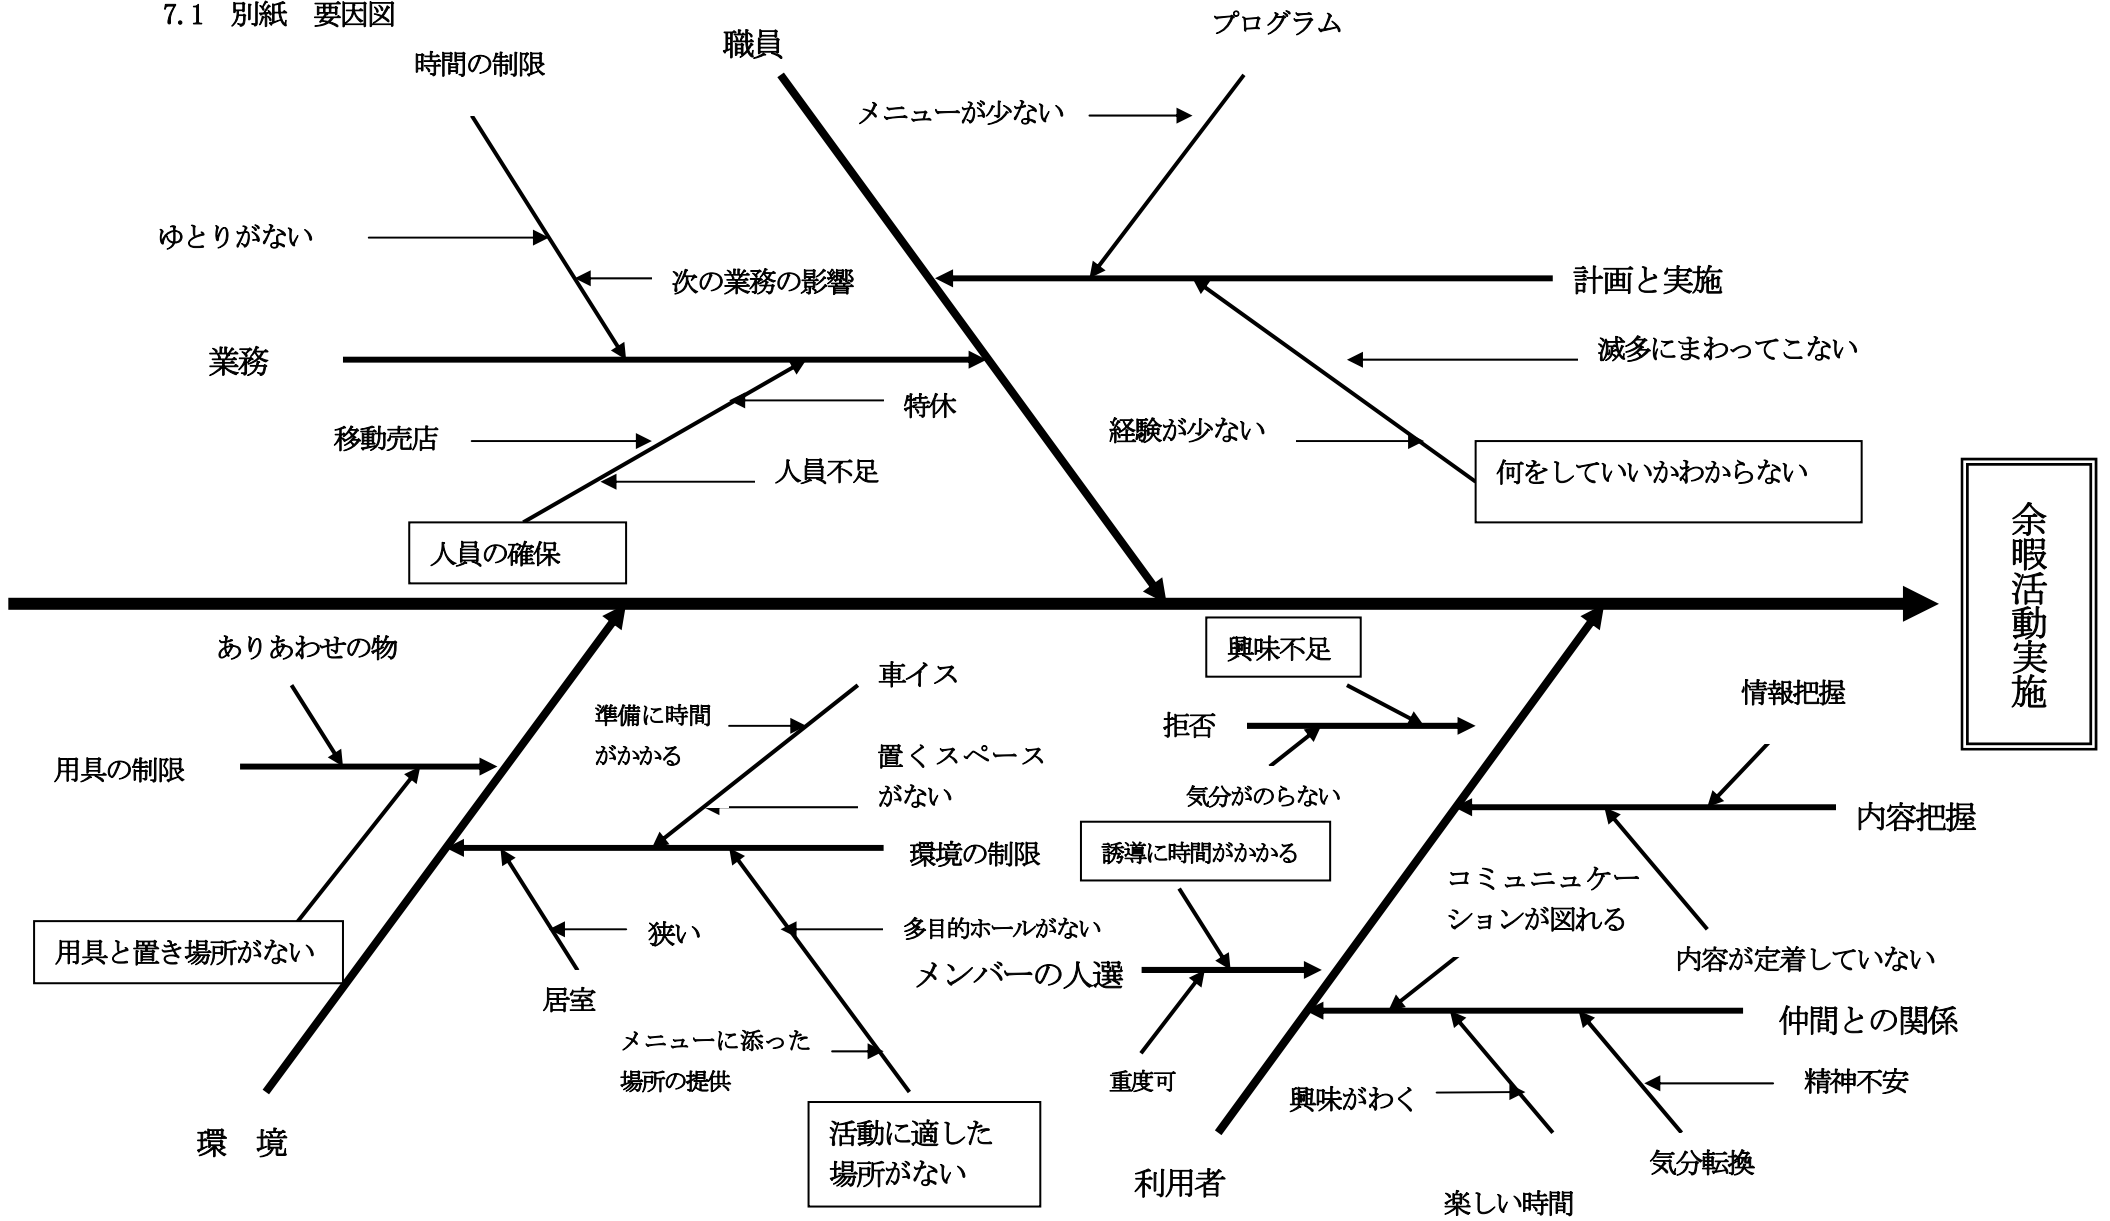 7.1 別紙 要因図
時間の制限
職員
プログラム
メニューが少ない
ゆとりがない
次の業務の影響
計画と実施
業務
滅多にまわってこない
特休
移動売店
経験が少ない
人員不足
何をしていいかわからない
人員の確保
余暇活動実施
ありあわせの物
興味不足
車イス
情報把握
準備に時間
がかかる
拒否
用具の制限
置くスペース
がない
気分がのらない
内容把握
環境の制限
誘導に時間がかかる
コミュニュケー
ションが図れる
用具と置き場所がない
狭い
多目的ホールがない
内容が定着していない
メンバーの人選
居室
仲間との関係
メニューに添った
場所の提供
重度可
興味がわく
精神不安
環 境
活動に適した
場所がない
利用者
気分転換
楽しい時間